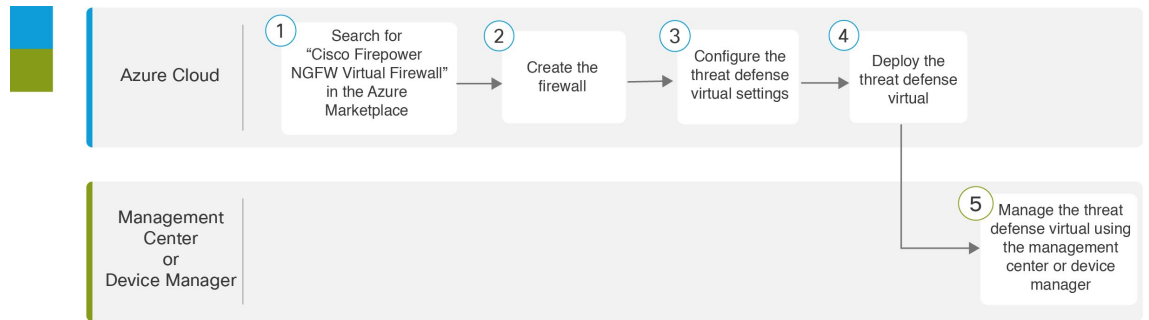 Azure Cloud
1
Search for
“Cisco Firepower
NGFW Virtual Firewall”
in the Azure
Marketplace
2
Create the
firewall
3
Configure the
threat defense
virtual settings
4
Deploy the
threat defense
virtual
Management
Center
or
Device Manager
5
Manage the threat
defense virtual using
the management
center or device
manager